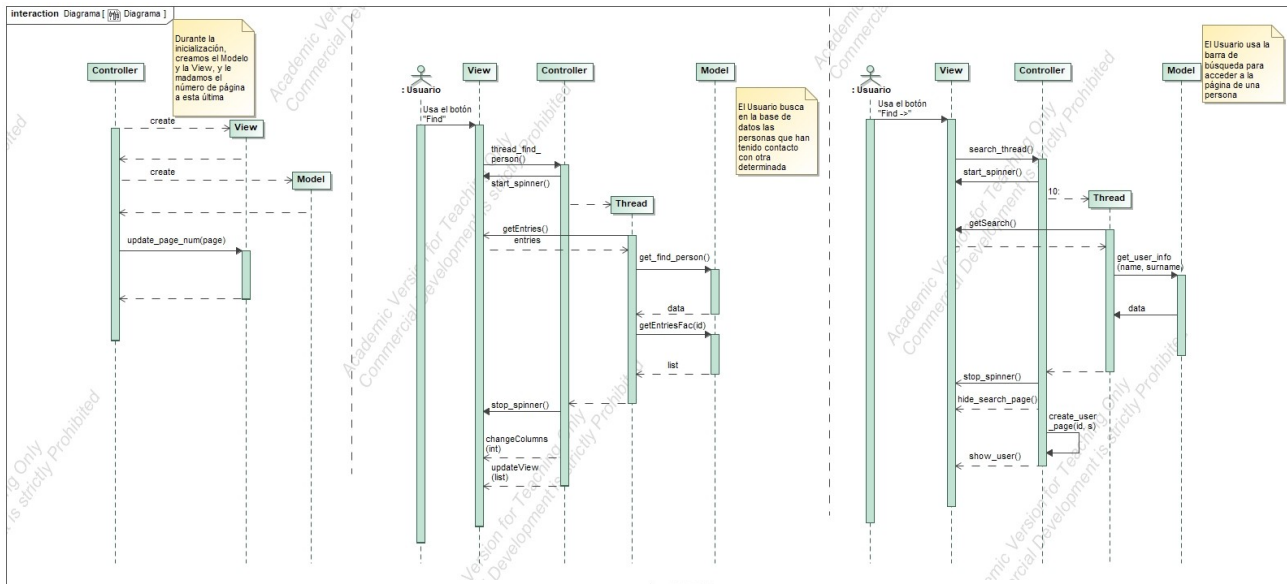 interaction Diagrama [ Diagrama ]
Durante la
inicialización,
creamos el Modelo
y la View, y le
madamos el
número de página
a esta última
Controller
create
View
create
Model
update_page_num(page)
: Usuario
View
Controller
Model
El Usuario busca
en la base de
datos las
personas que han
tenido contacto
con otra
determinada
Usa el botón
"Find"
thread_find_
person()
start_spinner()
Thread
getEntries()
entries
get_find_person()
data
getEntriesFac(id)
list
stop_spinner()
changeColumns
(int)
updateView
(list)
El Usuario usa la
barra de
búsqueda para
acceder a la
página de una
persona
: Usuario
View
Controller
Model
Usa el botón
"Find ->"
search_thread()
start_spinner()
10:
Thread
getSearch()
get_user_info
(name, surname)
data
stop_spinner()
hide_search_page()
create_user
_page(id, s)
show_user()
Academic Version for Teaching Only
Commercial Development is strictly Prohibited